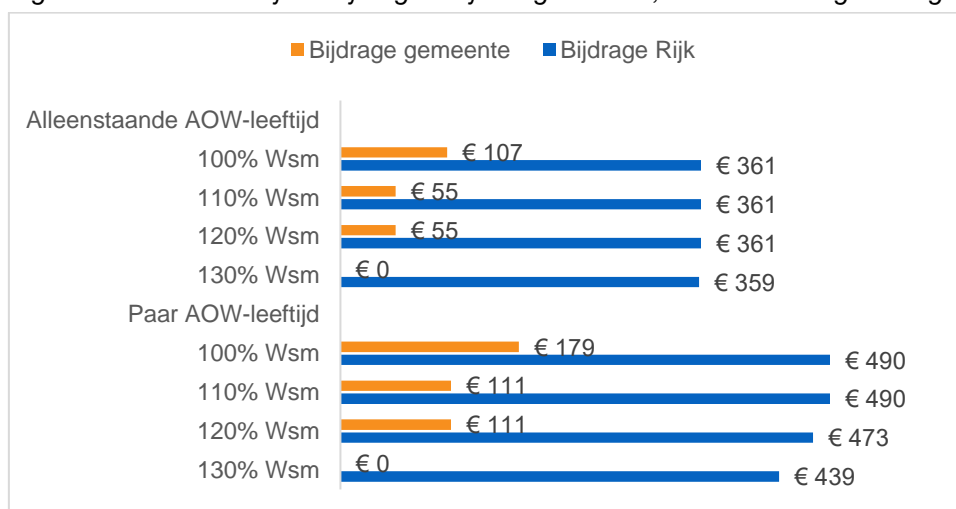 Bijdrage gemeente Bijdrage Rijk
Alleenstaande AOW-leeftijd
100% Wsm € 107 € 361
110% Wsm € 55 € 361
120% Wsm € 55 € 361
130% Wsm € 0 € 359
Paar AOW-leeftijd
100% Wsm € 179 € 490
110% Wsm € 111 € 490
120% Wsm € 111 € 473
130% Wsm € 0 € 439